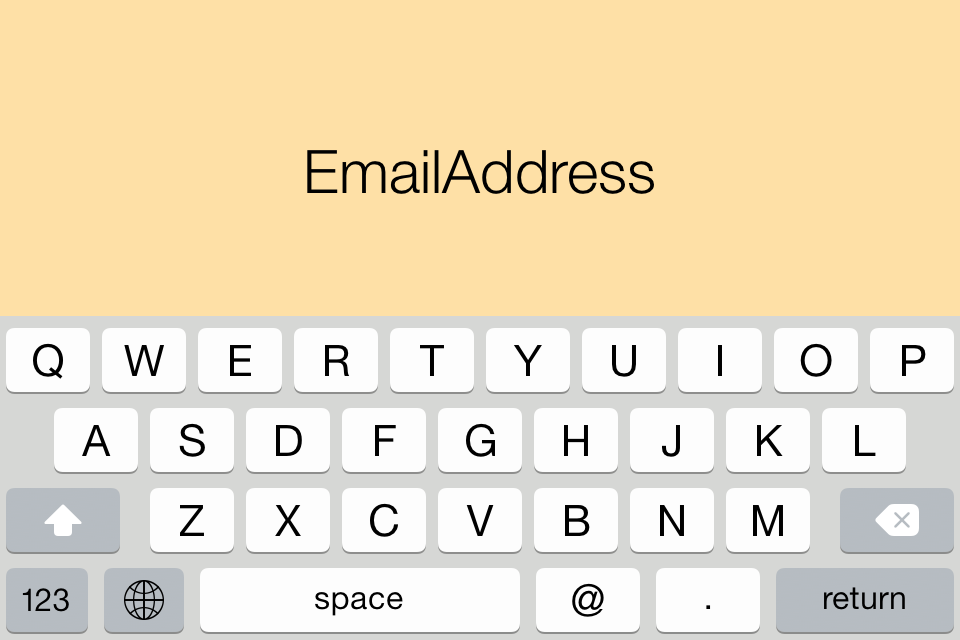 EmailAddress
Q W E R T Y U I O P
A S D F G H J K L
Z X C V B N M
123 space @ . return